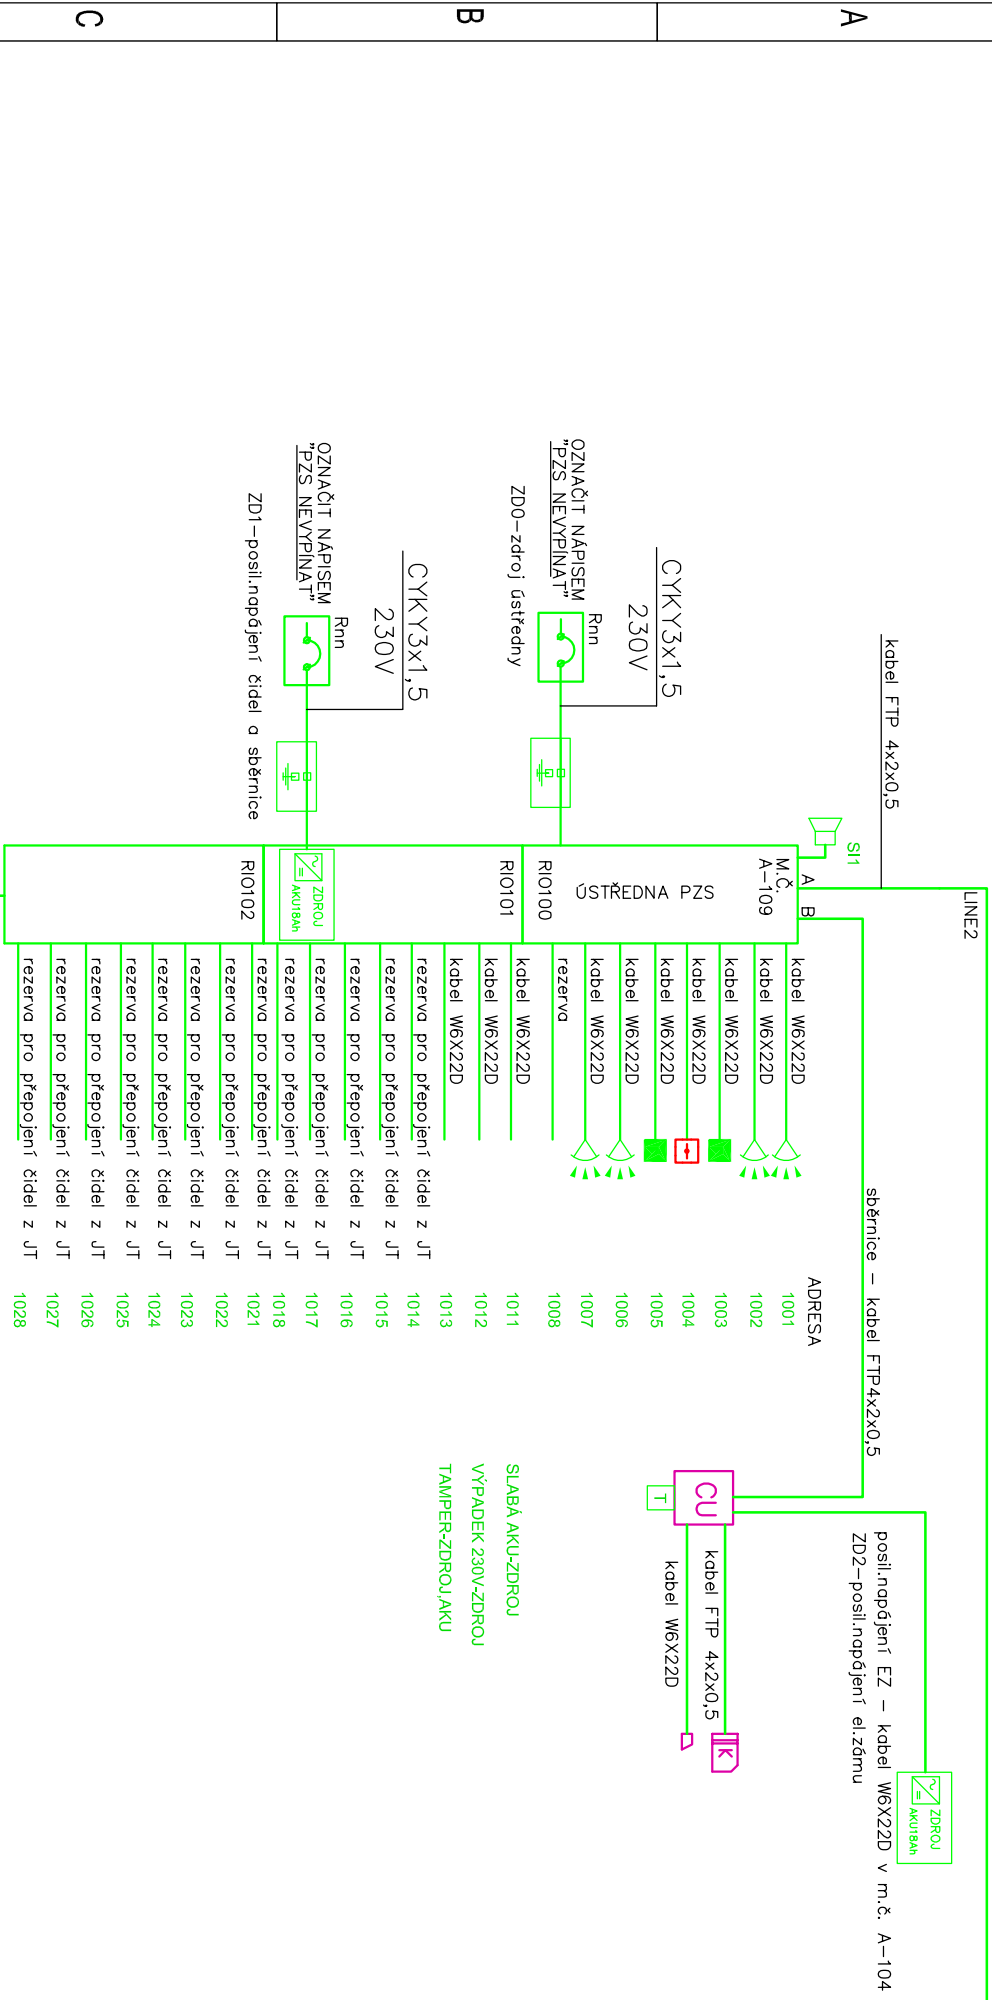 A
B
C
LINE2
kabel FTP 4x2x0,5
SI1
A
B
M.Č.
A-109
ÚSTŘEDNA PZS
RIO100
RIO101
RIO102
ZDROJ
AKU18Ah
CYKY3x1,5
230V
Rnn
OZNAČIT NÁPISEM
"PZS NEVYPÍNAT"
ZD0-zdroj ústředny
CYKY3x1,5
230V
Rnn
OZNAČIT NÁPISEM
"PZS NEVYPÍNAT"
ZD1-posil.napájení čidel a sběrnice
sběrnice - kabel FTP4x2x0,5
ADRESA
kabel W6X22D 1001
kabel W6X22D 1002
kabel W6X22D 1003
kabel W6X22D 1004
kabel W6X22D 1005
kabel W6X22D 1006
kabel W6X22D 1007
rezerva 1008
kabel W6X22D 1011 SLABÁ AKU-ZDROJ
kabel W6X22D 1012 VÝPADEK 230V-ZDROJ
kabel W6X22D 1013 TAMPER-ZDROJ,AKU
rezerva pro přepojení čidel z JT 1014
rezerva pro přepojení čidel z JT 1015
rezerva pro přepojení čidel z JT 1016
rezerva pro přepojení čidel z JT 1017
rezerva pro přepojení čidel z JT 1018
rezerva pro přepojení čidel z JT 1021
rezerva pro přepojení čidel z JT 1022
rezerva pro přepojení čidel z JT 1023
rezerva pro přepojení čidel z JT 1024
rezerva pro přepojení čidel z JT 1025
rezerva pro přepojení čidel z JT 1026
rezerva pro přepojení čidel z JT 1027
rezerva pro přepojení čidel z JT 1028
CU
T
kabel FTP 4x2x0,5
K
kabel W6X22D
posil.napájení EZ - kabel W6X22D v m.č. A-104
ZD2-posil.napájení el.zámu
ZDROJ
AKU18Ah